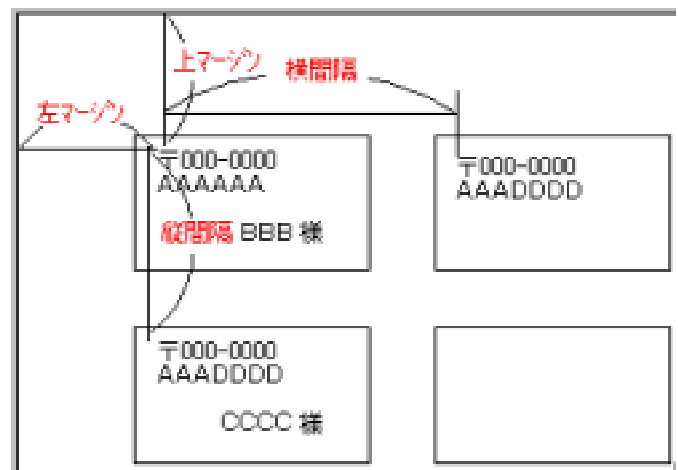 上マージン
横間隔
左マージン
〒000-0000
AAAAAA
縦間隔 BBB 様
〒000-0000
AAADDDD
〒000-0000
AAADDDD
CCCC 様